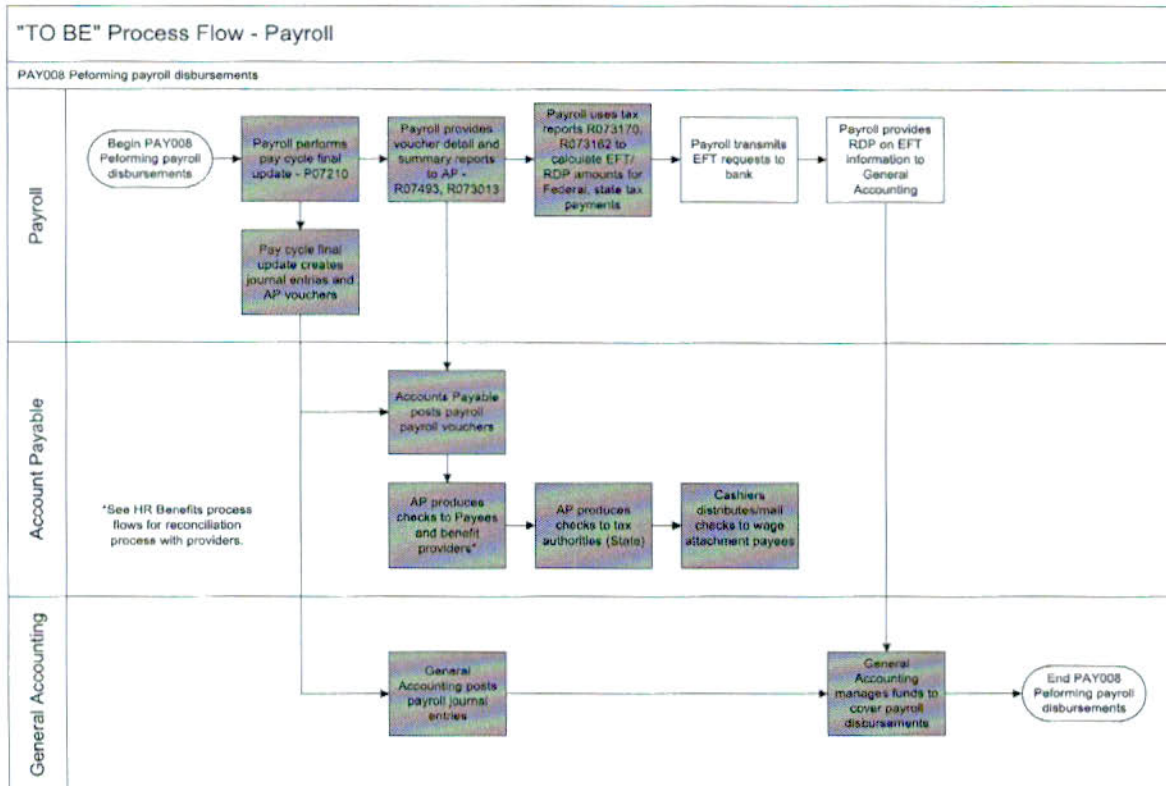 "TO BE" Process Flow - Payroll
PAY008 Peforming payroll disbursements
Payroll
Begin PAY008
Peforming payroll
disbursements
Payroll performs
pay cycle final
update - P07210
Payroll provides
voucher detail and
summary reports
to AP -
R07493, R073013
Payroll uses tax
reports R073170,
R073162 to
calculate EFT/
RDP amounts for
Federal, state tax
payments
Payroll transmits
EFT requests to
bank
Payroll provides
RDP on EFT
information to
General
Accounting
Pay cycle final
update creates
journal entries and
AP vouchers
Account Payable
Accounts Payable
posts payroll
payroll vouchers
*See HR Benefits process
flows for reconciliation
process with providers.
AP produces
checks to Payees
and benefit
providers*
AP produces
checks to tax
authorities (State)
Cashiers
distributes/mail
checks to wage
attachment payees
General Accounting
General
Accounting posts
payroll journal
entries
General
Accounting
manages funds to
cover payroll
disbursements
End PAY008
Peforming payroll
disbursements